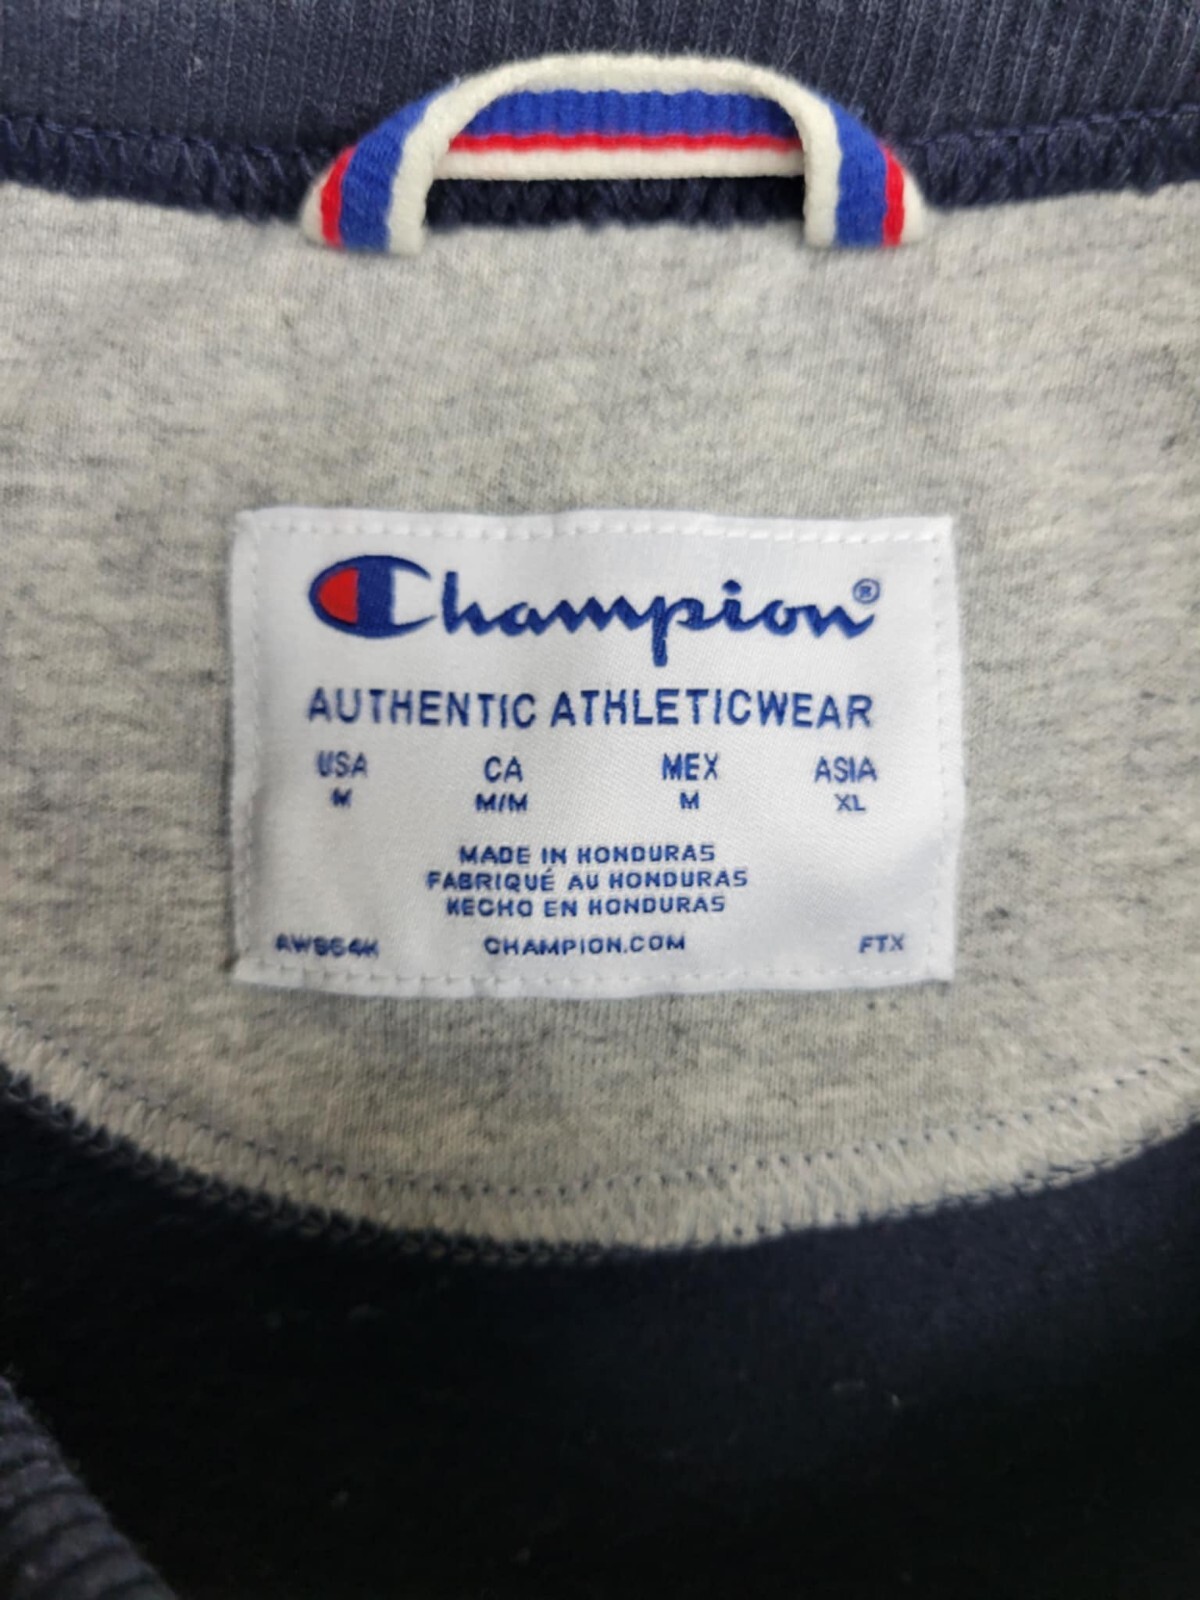 Champion®
AUTHENTIC ATHLETICWEAR
USA CA MEX ASIA
M M/M M XL
MADE IN HONDURAS
FABRIQUÉ AU HONDURAS
HECHO EN HONDURAS
CHAMPION.COM FTX